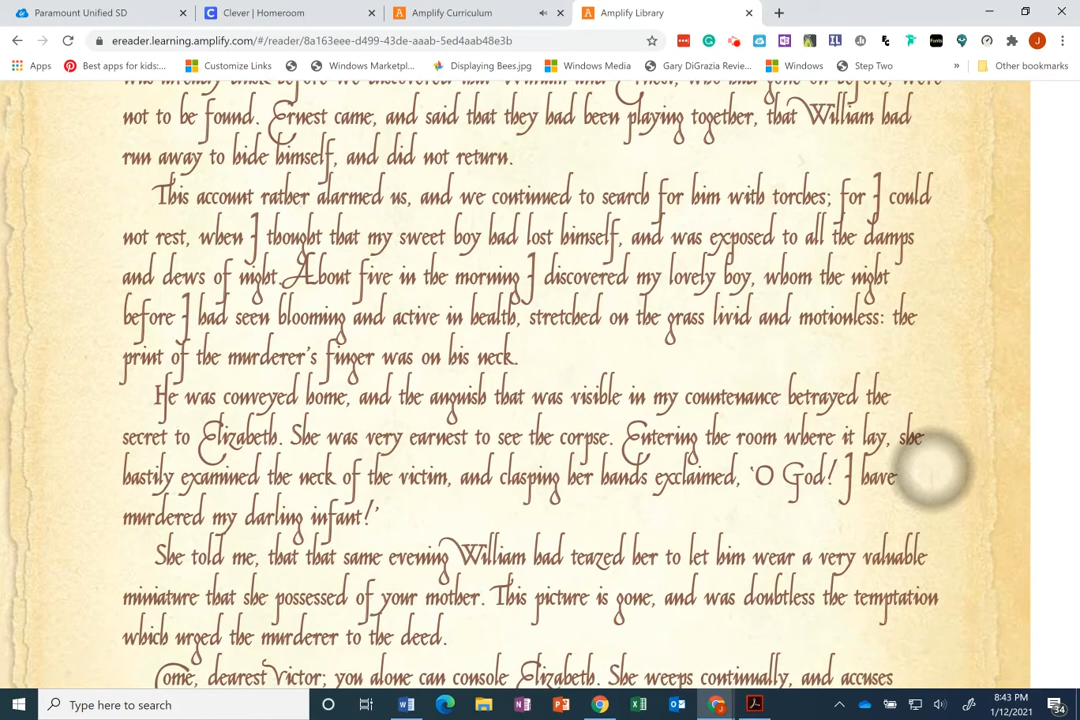 Paramount Unified SD
Clever | Homeroom
Amplify Curriculum
Amplify Library
ereader.learning.amplify.com/#/reader/8a163eee-d499-43de-aaab-5ed4aab48e3b
Apps
Best apps for kids:...
Customize Links
Windows Marketpl...
Displaying Bees.jpg
Windows Media
Gary DiGrazia Revie...
Windows
Step Two
»
Other bookmarks
not to be found. Ernest came, and said that they had been playing together, that William had
run away to hide himself, and did not return.
This account rather alarmed us, and we continued to search for him with torches; for I could
not rest, when I thought that my sweet boy had lost himself, and was exposed to all the damps
and dews of night. About five in the morning I discovered my lovely boy, whom the night
before I had seen blooming and active in health, stretched on the grass livid and motionless: the
print of the murderer's finger was on his neck.
He was conveyed home, and the anguish that was visible in my countenance betrayed the
secret to Elizabeth. She was very earnest to see the corpse. Entering the room where it lay, she
hastily examined the neck of the victim, and clasping her hands exclaimed, 'O God! I have
murdered my darling infant!'
She told me, that that same evening William had teazed her to let him wear a very valuable
miniature that she possessed of your mother. This picture is gone, and was doubtless the temptation
which urged the murderer to the deed.
Come, dearest Victor; you alone can console Elizabeth. She weeps continually, and accuses
Type here to search
8:43 PM
1/12/2021
34